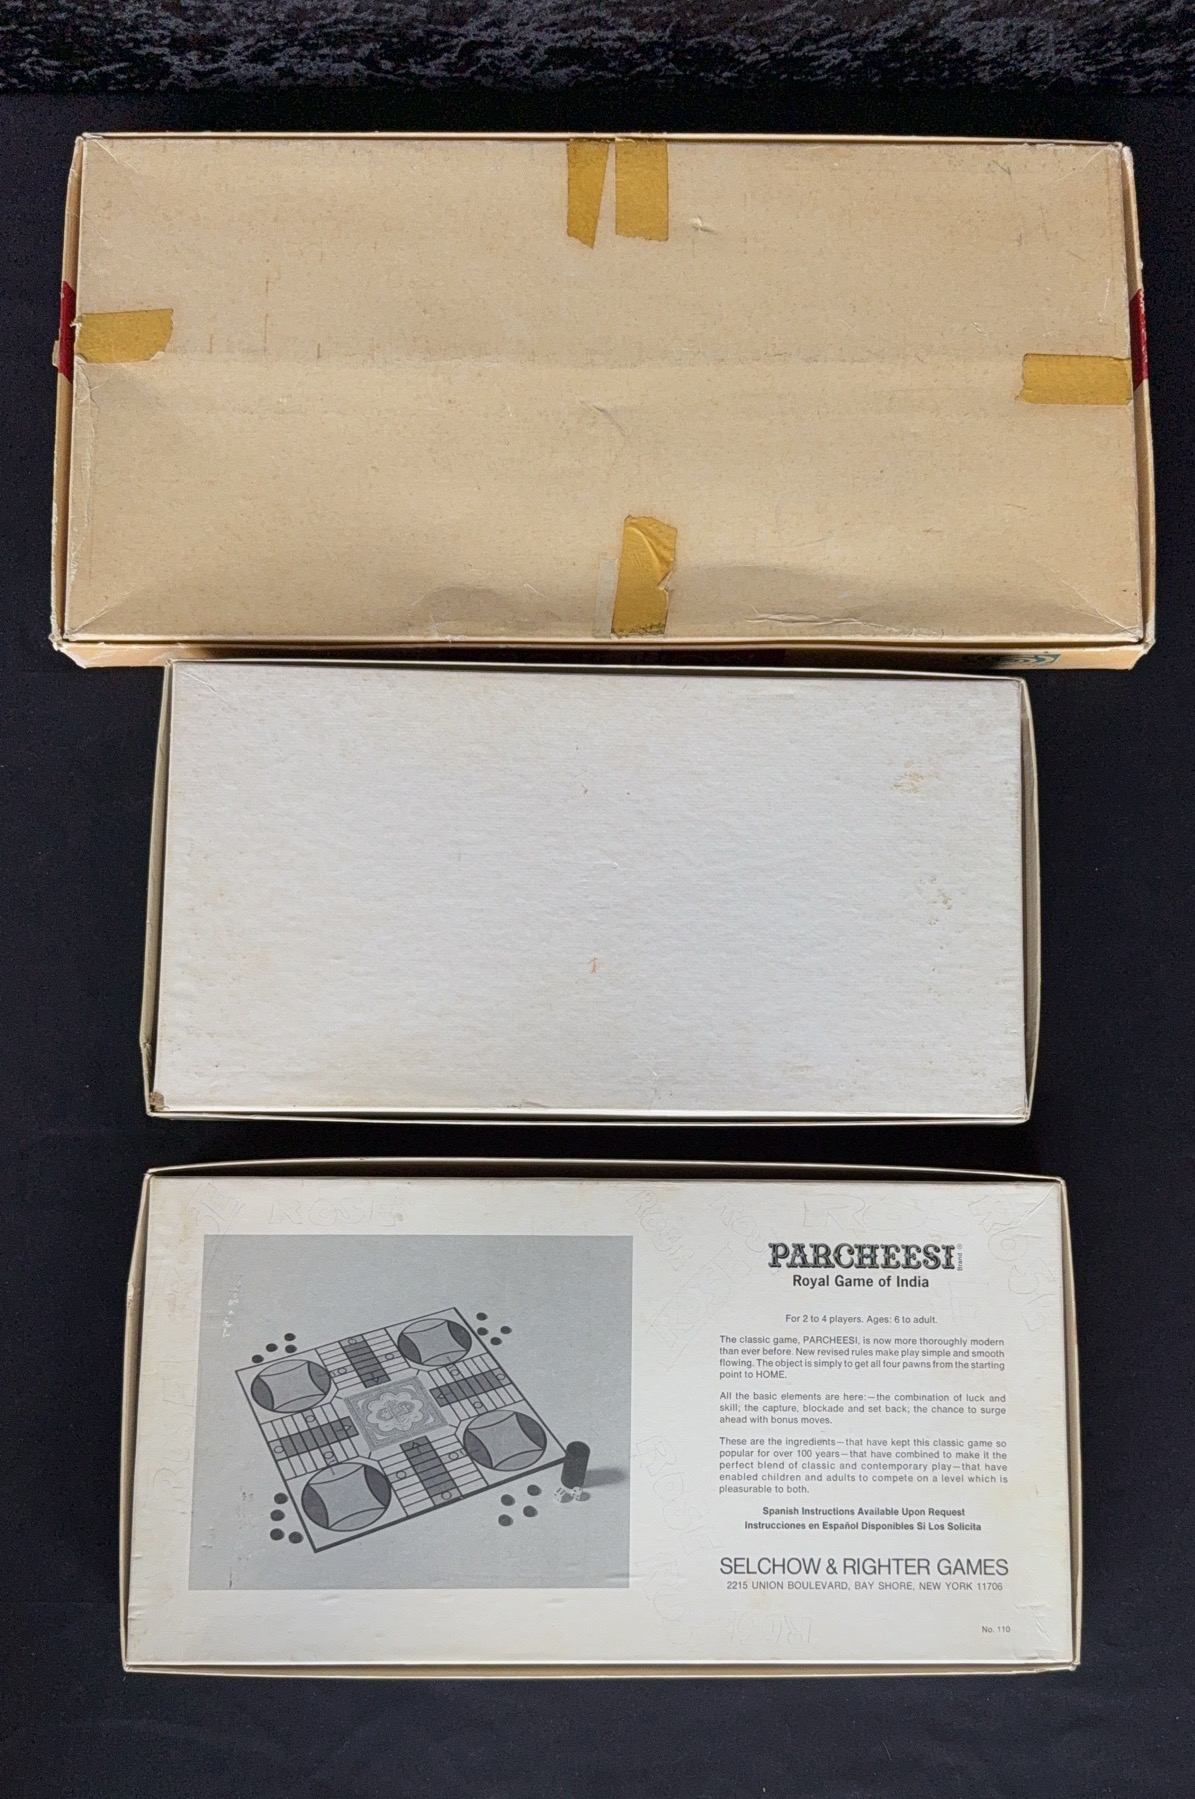 PARCHEESI Brand ®
Royal Game of India
For 2 to 4 players. Ages: 6 to adult.
The classic game, PARCHEESI, is now more thoroughly modern
than ever before. New revised rules make play simple and smooth
flowing. The object is simply to get all four pawns from the starting
point to HOME.
All the basic elements are here:—the combination of luck and
skill; the capture, blockade and set back; the chance to surge
ahead with bonus moves.
These are the ingredients—that have kept this classic game so
popular for over 100 years—that have combined to make it the
perfect blend of classic and contemporary play—that have
enabled children and adults to compete on a level which is
pleasurable to both.
Spanish Instructions Available Upon Request
Instrucciones en Español Disponibles Si Los Solicita
SELCHOW & RIGHTER GAMES
2215 UNION BOULEVARD, BAY SHORE, NEW YORK 11706
No. 110